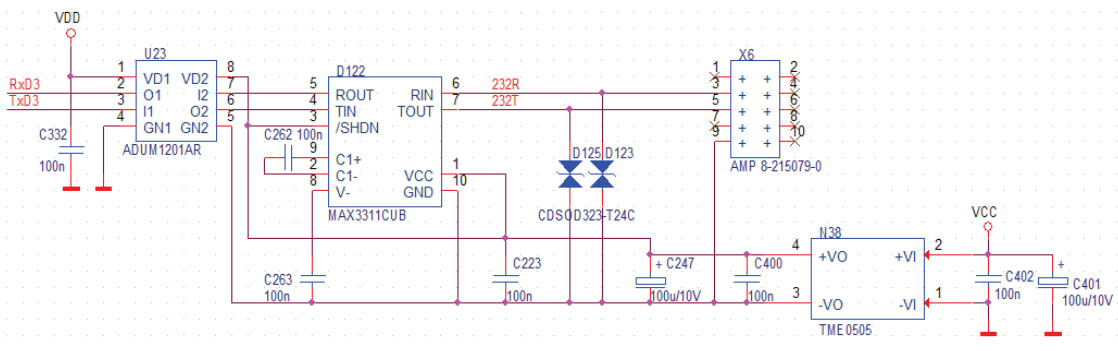 VDD
U23
1 VD1 VD2 8
RxD3 2 O1 I2 7
TxD3 3 I1 O2 6
4 GN1 GN2 5
ADUM1201AR
C332
100n
D122
5 ROUT RIN 6 232R
4 TIN TOUT 7 232T
3 /SHDN
C262 100n
9 C1+
2 C1- VCC 1
8 V- GND 10
MAX3311CUB
C263
100n
C223
100n
D125 D123
CDSOD323-T24C
X6
1 + + 2
3 + + 4
5 + + 6
7 + + 8
9 + + 10
AMP 8-215079-0
+ C247
100u/10V
C400
100n
N38
4 +VO +VI 2
3 -VO -VI 1
TME 0505
VCC
C402
100n
+
C401
100u/10V